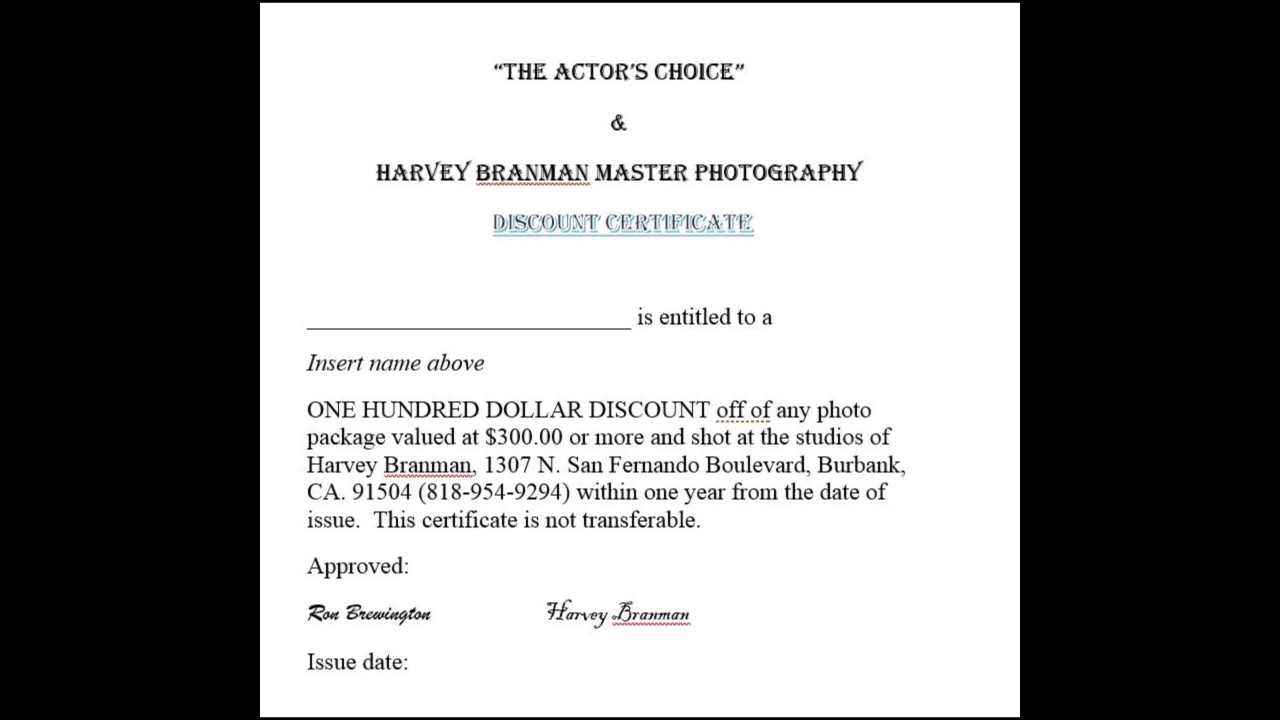 “THE ACTOR’S CHOICE”
&
HARVEY BRANMAN MASTER PHOTOGRAPHY
DISCOUNT CERTIFICATE
___________________________ is entitled to a
Insert name above
ONE HUNDRED DOLLAR DISCOUNT off of any photo
package valued at $300.00 or more and shot at the studios of
Harvey Branman, 1307 N. San Fernando Boulevard, Burbank,
CA. 91504 (818-954-9294) within one year from the date of
issue.  This certificate is not transferable.
Approved:
Ron Brewington Harvey Branman
Issue date: